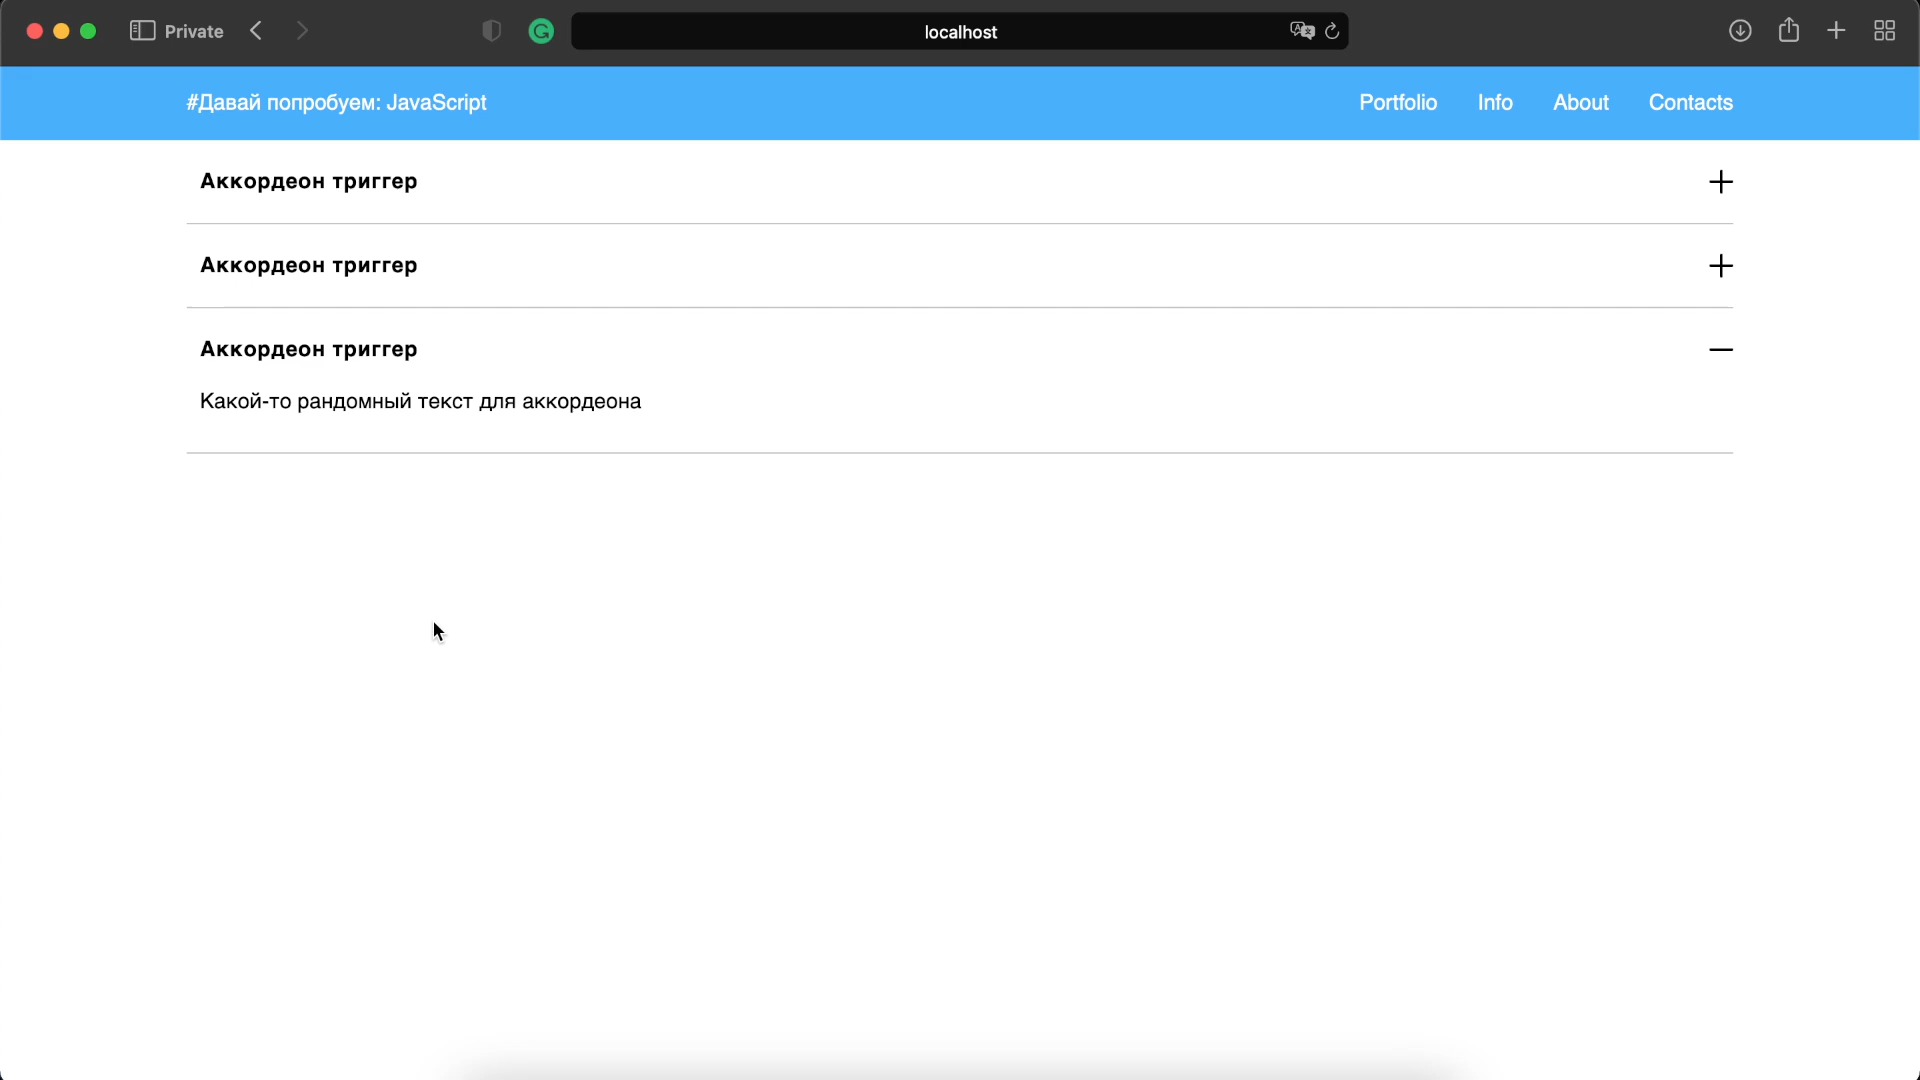 Private
localhost
#Давай попробуем: JavaScript
Portfolio Info About Contacts
Аккордеон триггер
Аккордеон триггер
Аккордеон триггер
Какой-то рандомный текст для аккордеона